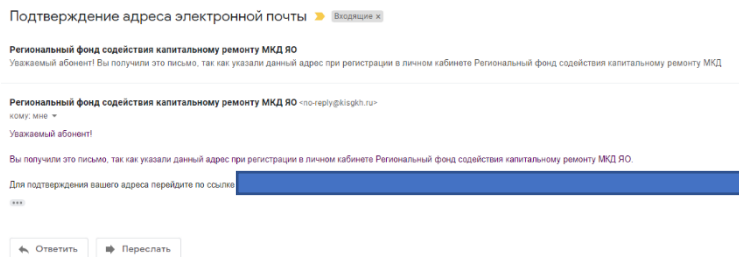 Подтверждение адреса электронной почты Входящие x
Региональный фонд содействия капитальному ремонту МКД ЯО
Уважаемый абонент! Вы получили это письмо, так как указали данный адрес при регистрации в личном кабинете Региональный фонд содействия капитальному ремонту МКД
Региональный фонд содействия капитальному ремонту МКД ЯО <no-reply@kisgkh.ru>
кому: мне
Уважаемый абонент!
Вы получили это письмо, так как указали данный адрес при регистрации в личном кабинете Региональный фонд содействия капитальному ремонту МКД ЯО.
Для подтверждения вашего адреса перейдите по ссылке
Ответить Переслать